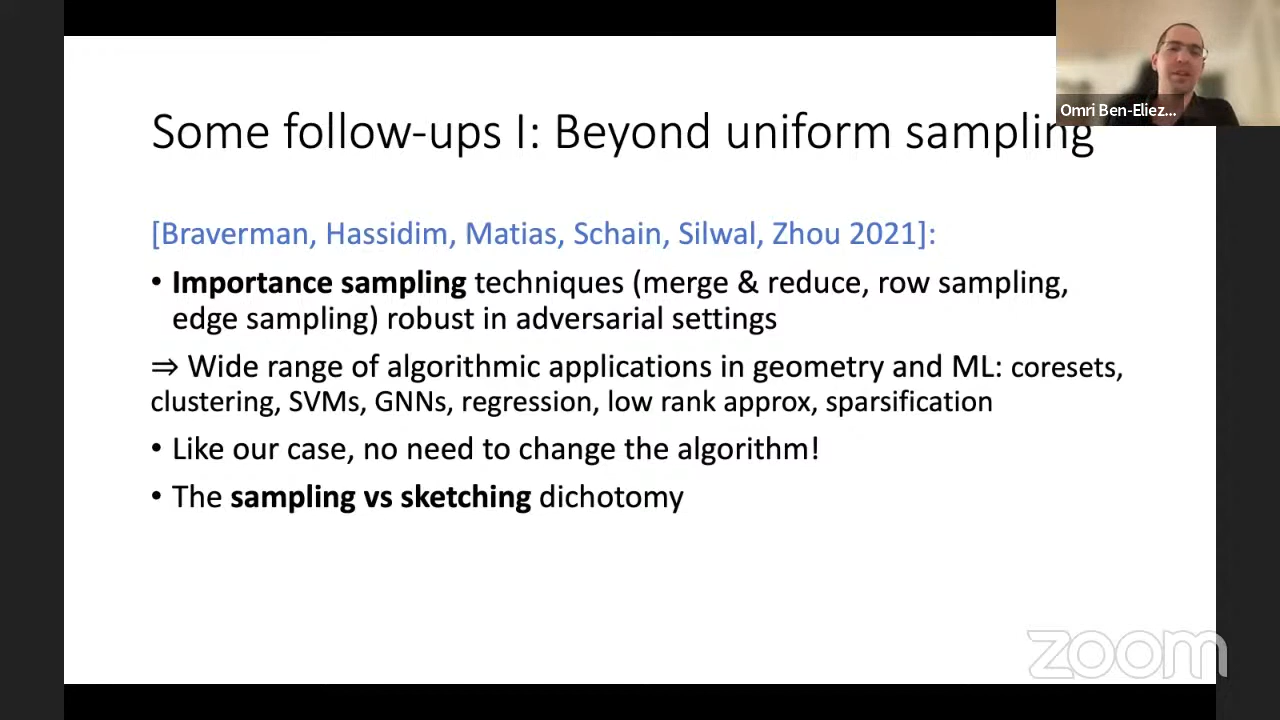 Omri Ben-Eliez...
Some follow-ups I: Beyond uniform sampling
[Braverman, Hassidim, Matias, Schain, Silwal, Zhou 2021]:
• Importance sampling techniques (merge & reduce, row sampling,
edge sampling) robust in adversarial settings
⇒ Wide range of algorithmic applications in geometry and ML: coresets,
clustering, SVMs, GNNs, regression, low rank approx, sparsification
• Like our case, no need to change the algorithm!
• The sampling vs sketching dichotomy
zoom